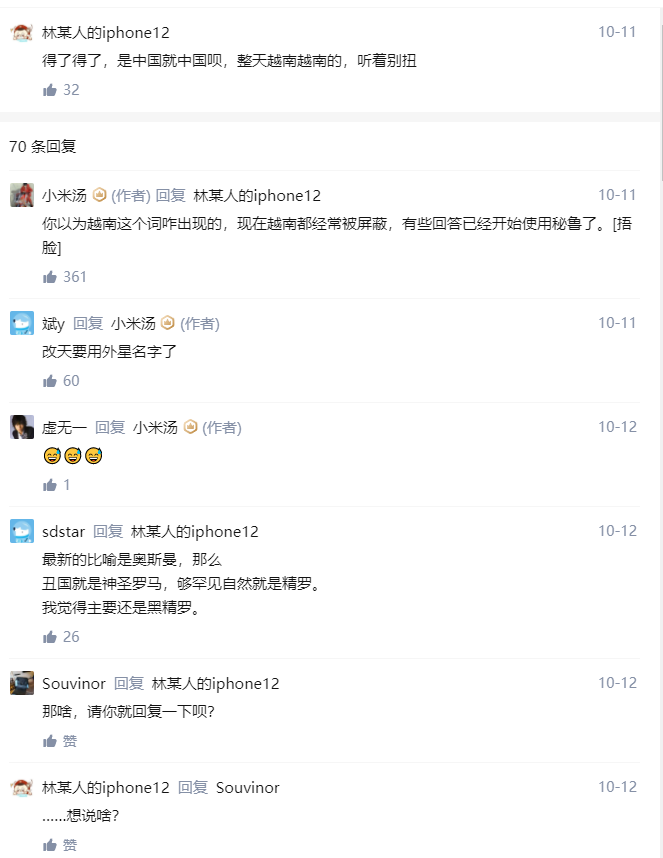 林某人的iphone12 10-11
得了得了，是中国就中国呗，整天越南越南的，听着别扭
32
70 条回复
小米汤 (作者) 回复 林某人的iphone12 10-11
你以为越南这个词咋出现的，现在越南都经常被屏蔽，有些回答已经开始使用秘鲁了。[捂
脸]
361
斌y 回复 小米汤 (作者) 10-11
改天要用外星名字了
60
虚无一 回复 小米汤 (作者) 10-12
😅😅😅
1
sdstar 回复 林某人的iphone12 10-12
最新的比喻是奥斯曼，那么
丑国就是神圣罗马，够罕见自然就是精罗。
我觉得主要还是黑精罗。
26
Souvinor 回复 林某人的iphone12 10-12
那啥，请你就回复一下呗?
赞
林某人的iphone12 回复 Souvinor 10-12
......想说啥?
赞